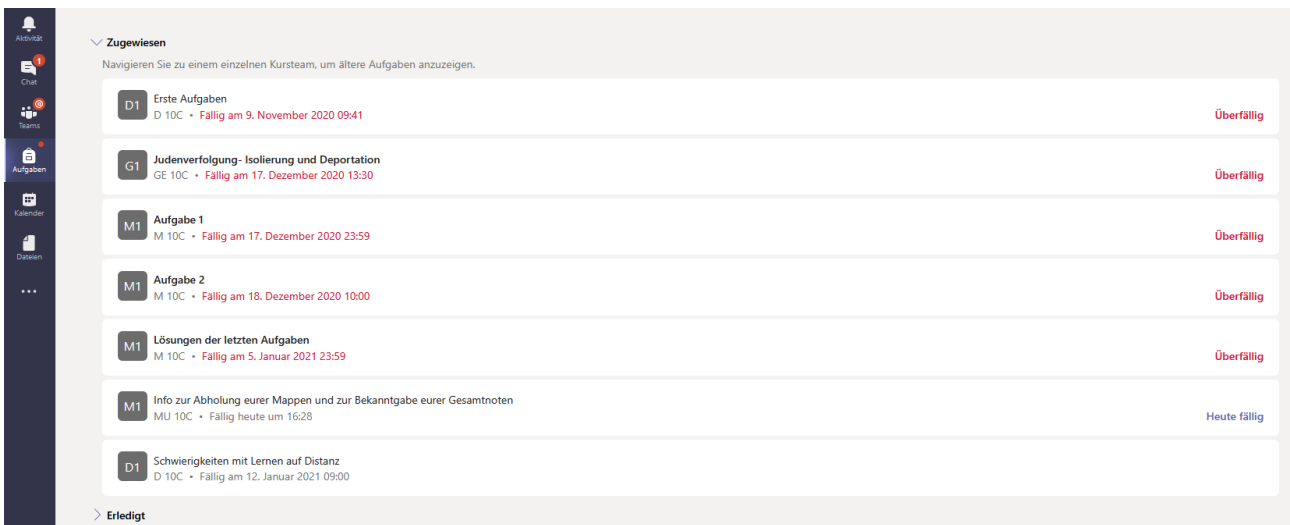 Aktivität
1
Chat
@
Teams
Aufgaben
Kalender
Dateien
...
Zugewiesen
Navigieren Sie zu einem einzelnen Kursteam, um ältere Aufgaben anzuzeigen.
D1 Erste Aufgaben
D 10C • Fällig am 9. November 2020 09:41 Überfällig
G1 Judenverfolgung- Isolierung und Deportation
GE 10C • Fällig am 17. Dezember 2020 13:30 Überfällig
M1 Aufgabe 1
M 10C • Fällig am 17. Dezember 2020 23:59 Überfällig
M1 Aufgabe 2
M 10C • Fällig am 18. Dezember 2020 10:00 Überfällig
M1 Lösungen der letzten Aufgaben
M 10C • Fällig am 5. Januar 2021 23:59 Überfällig
M1 Info zur Abholung eurer Mappen und zur Bekanntgabe eurer Gesamtnoten
MU 10C • Fällig heute um 16:28 Heute fällig
D1 Schwierigkeiten mit Lernen auf Distanz
D 10C • Fällig am 12. Januar 2021 09:00
Erledigt